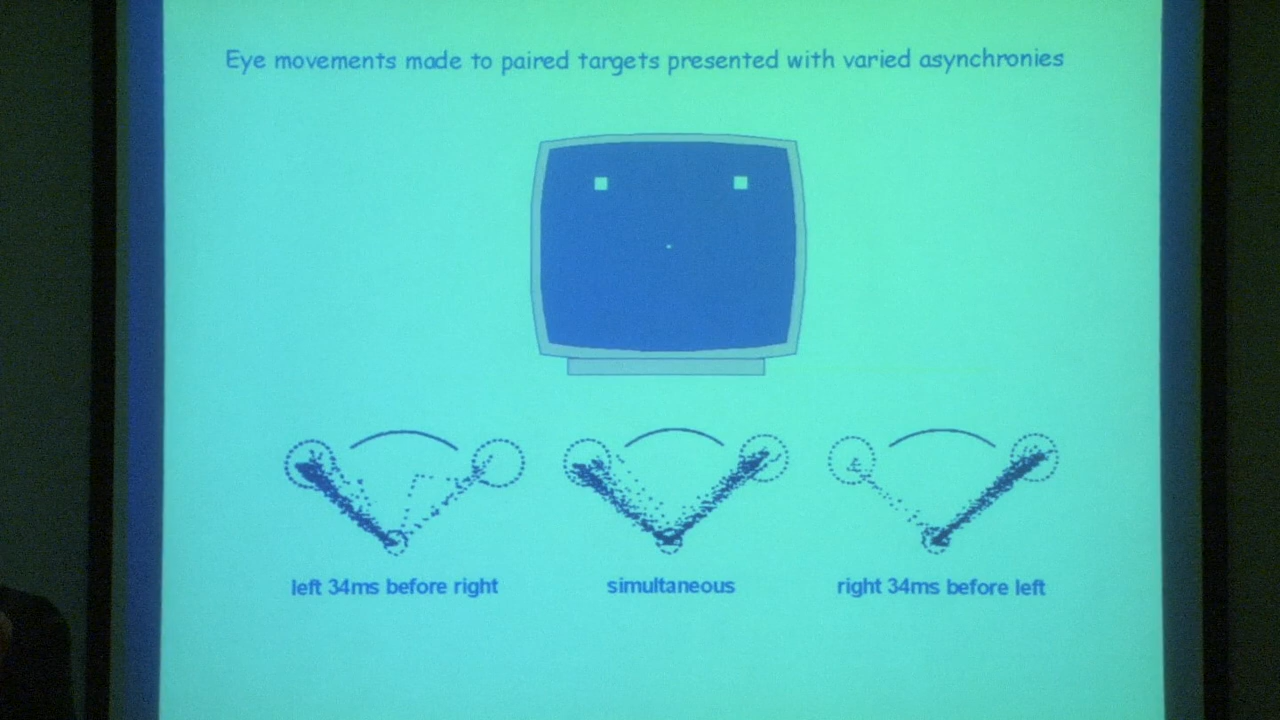 Eye movements made to paired targets presented with varied asynchronies
left 34ms before right
simultaneous
right 34ms before left